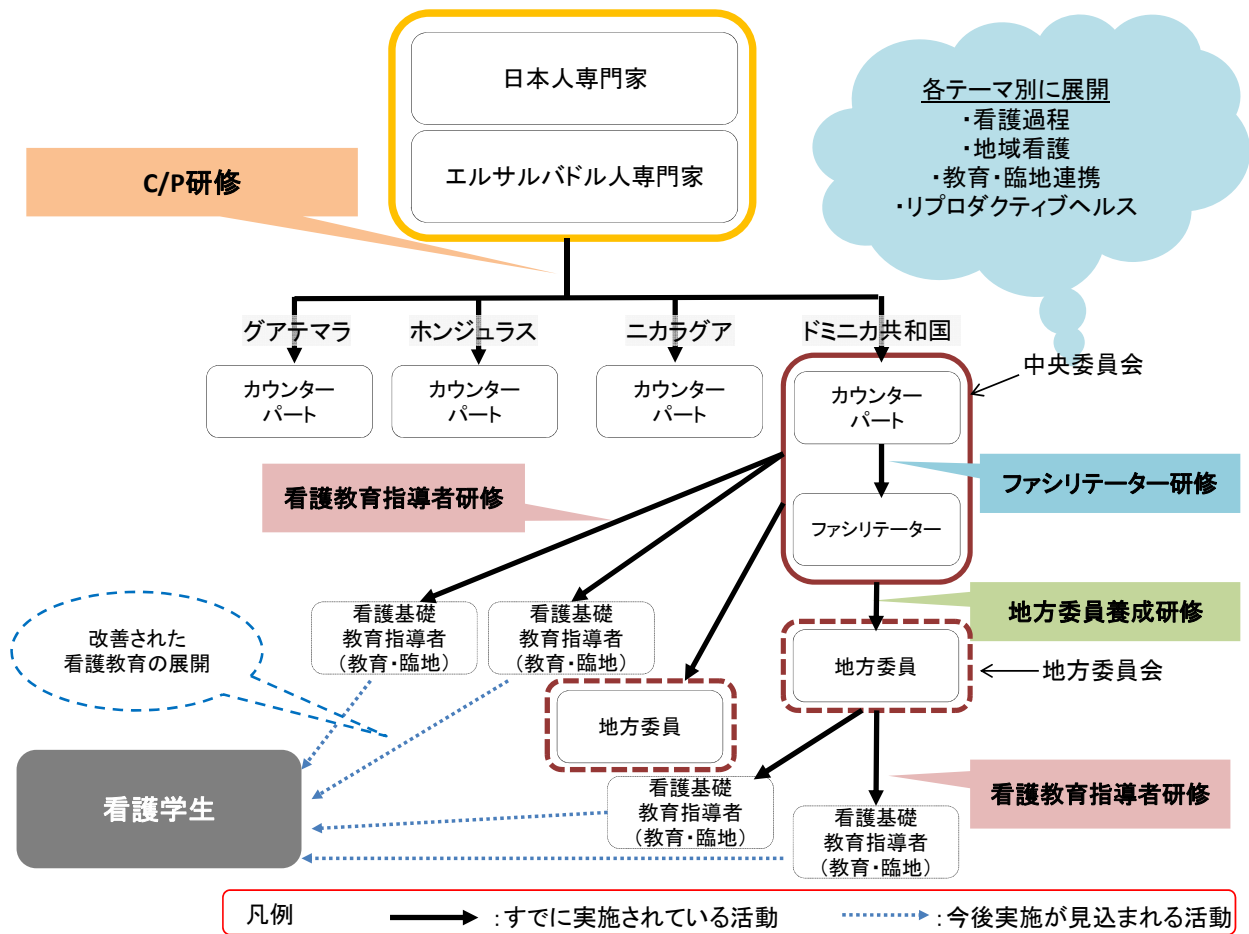 日本人専門家
エルサルバドル人専門家
C/P研修
各テーマ別に展開
・看護過程
・地域看護
・教育・臨地連携
・リプロダクティブヘルス
グアテマラ
ホンジュラス
ニカラグア
ドミニカ共和国
中央委員会
カウンター
パート
カウンター
パート
カウンター
パート
カウンター
パート
看護教育指導者研修
ファシリテーター研修
ファシリテーター
地方委員養成研修
看護基礎
教育指導者
(教育・臨地)
看護基礎
教育指導者
(教育・臨地)
改善された
看護教育の展開
地方委員
地方委員会
地方委員
看護学生
看護基礎
教育指導者
(教育・臨地)
看護教育指導者研修
看護基礎
教育指導者
(教育・臨地)
凡例
:すでに実施されている活動
:今後実施が見込まれる活動